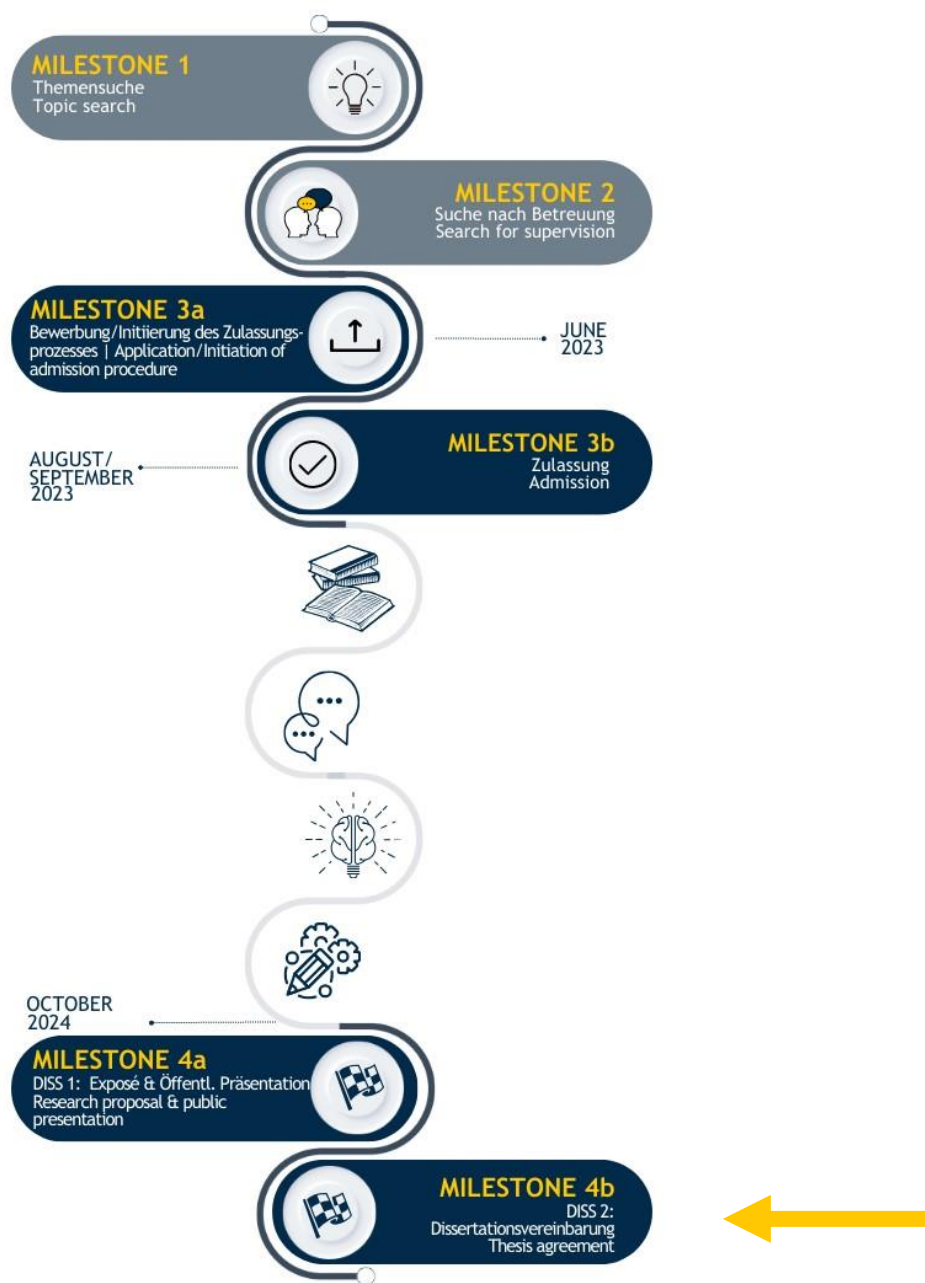 MILESTONE 1
Themensuche
Topic search
MILESTONE 2
Suche nach Betreuung
Search for supervision
MILESTONE 3a
Bewerbung/Initiierung des Zulassungs-
prozesses | Application/Initiation of
admission procedure
JUNE
2023
MILESTONE 3b
Zulassung
Admission
AUGUST/
SEPTEMBER
2023
OCTOBER
2024
MILESTONE 4a
DISS 1: Exposé & Öffentl. Präsentation
Research proposal & public
presentation
MILESTONE 4b
DISS 2:
Dissertationsvereinbarung
Thesis agreement